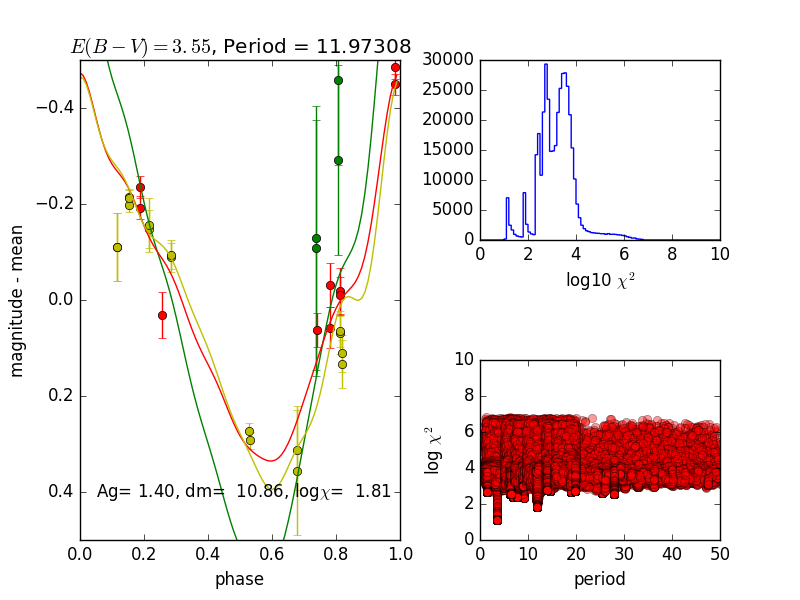 E(B − V) = 3.55, Period = 11.97308
−0.4
−0.2
0.0
0.2
0.4
magnitude - mean
Ag= 1.40, dm= 10.86, logχ= 1.81
0.0 0.2 0.4 0.6 0.8 1.0
phase
30000
25000
20000
15000
10000
5000
0
0 2 4 6 8 10
log10 χ²
10
8
6
4
2
0
log χ²
0 10 20 30 40 50
period